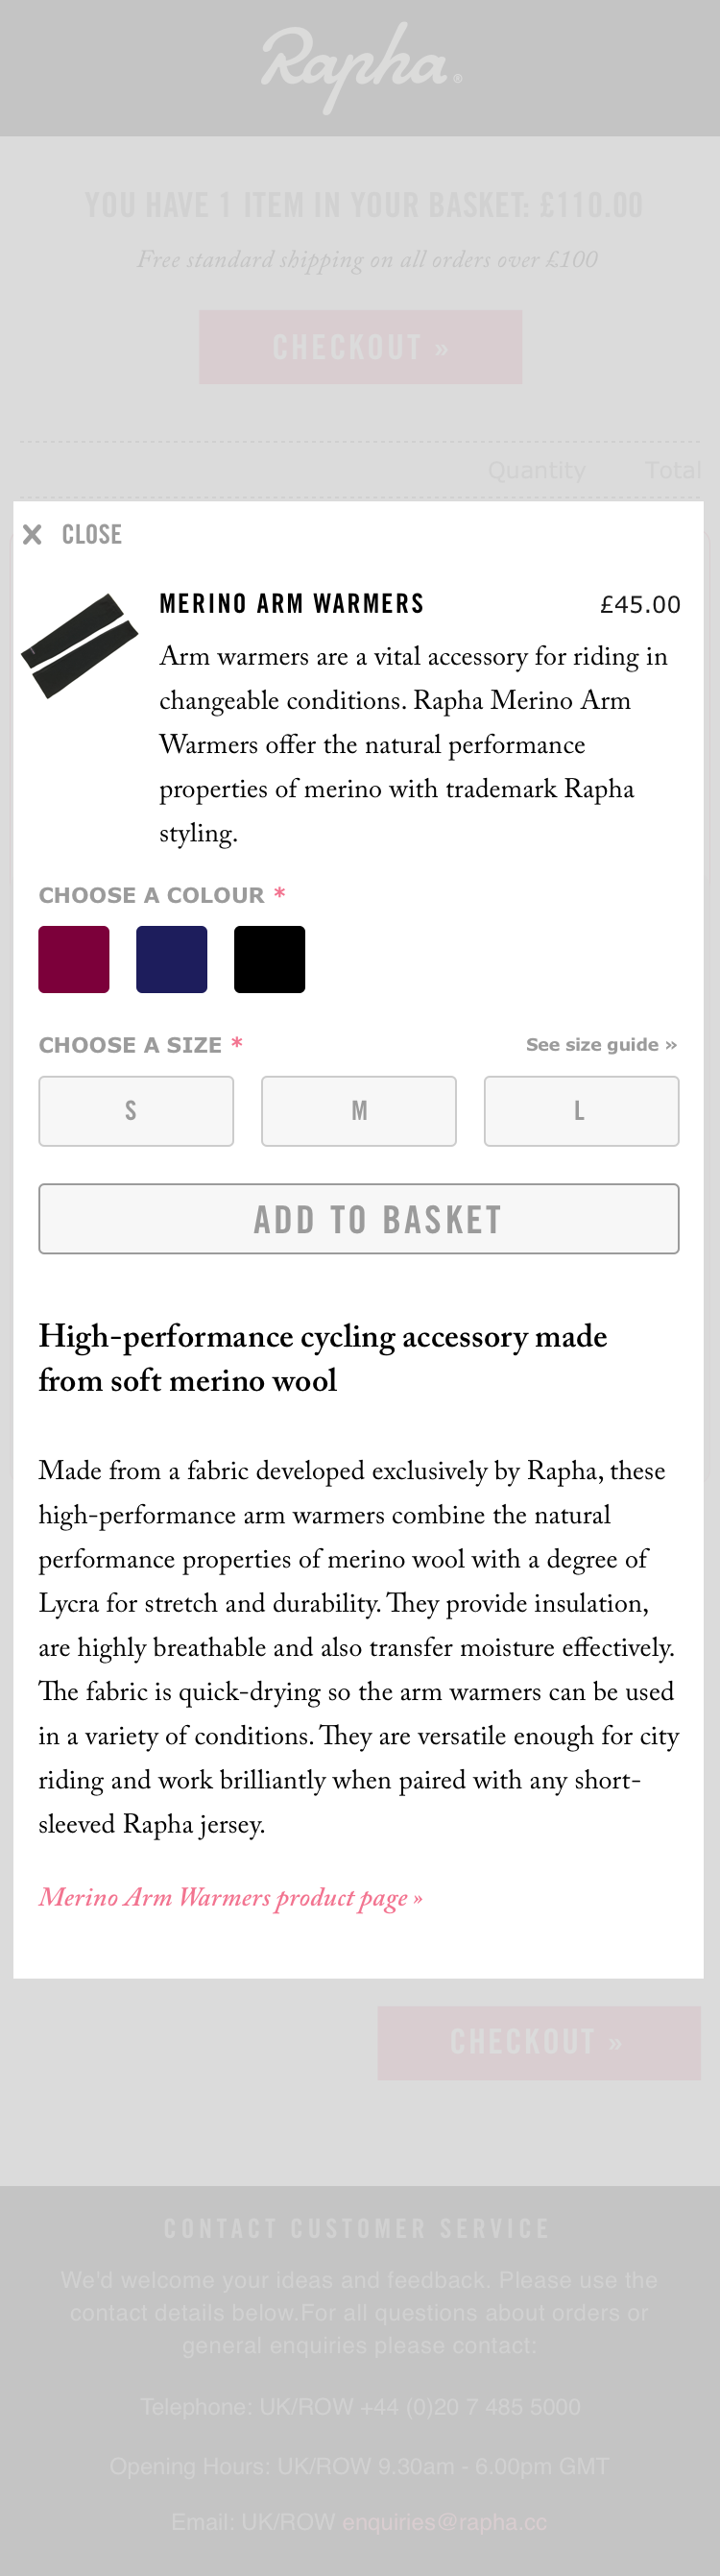 Rapha®
YOU HAVE 1 ITEM IN YOUR BASKET: £110.00
Free standard shipping on all orders over £100
CHECKOUT »
Quantity Total
✕ CLOSE
MERINO ARM WARMERS £45.00
Arm warmers are a vital accessory for riding in
changeable conditions. Rapha Merino Arm
Warmers offer the natural performance
properties of merino with trademark Rapha
styling.
CHOOSE A COLOUR *
CHOOSE A SIZE * See size guide »
S M L
ADD TO BASKET
High-performance cycling accessory made
from soft merino wool
Made from a fabric developed exclusively by Rapha, these
high-performance arm warmers combine the natural
performance properties of merino wool with a degree of
Lycra for stretch and durability. They provide insulation,
are highly breathable and also transfer moisture effectively.
The fabric is quick-drying so the arm warmers can be used
in a variety of conditions. They are versatile enough for city
riding and work brilliantly when paired with any short-
sleeved Rapha jersey.
Merino Arm Warmers product page »
CHECKOUT »
CONTACT CUSTOMER SERVICE
We'd welcome your ideas and feedback. Please use the
contact details below.For all questions about orders or
general enquiries please contact:
Telephone: UK/ROW +44 (0)20 7 485 5000
Opening Hours: UK/ROW 9.30am - 6.00pm GMT
Email: UK/ROW enquiries@rapha.cc